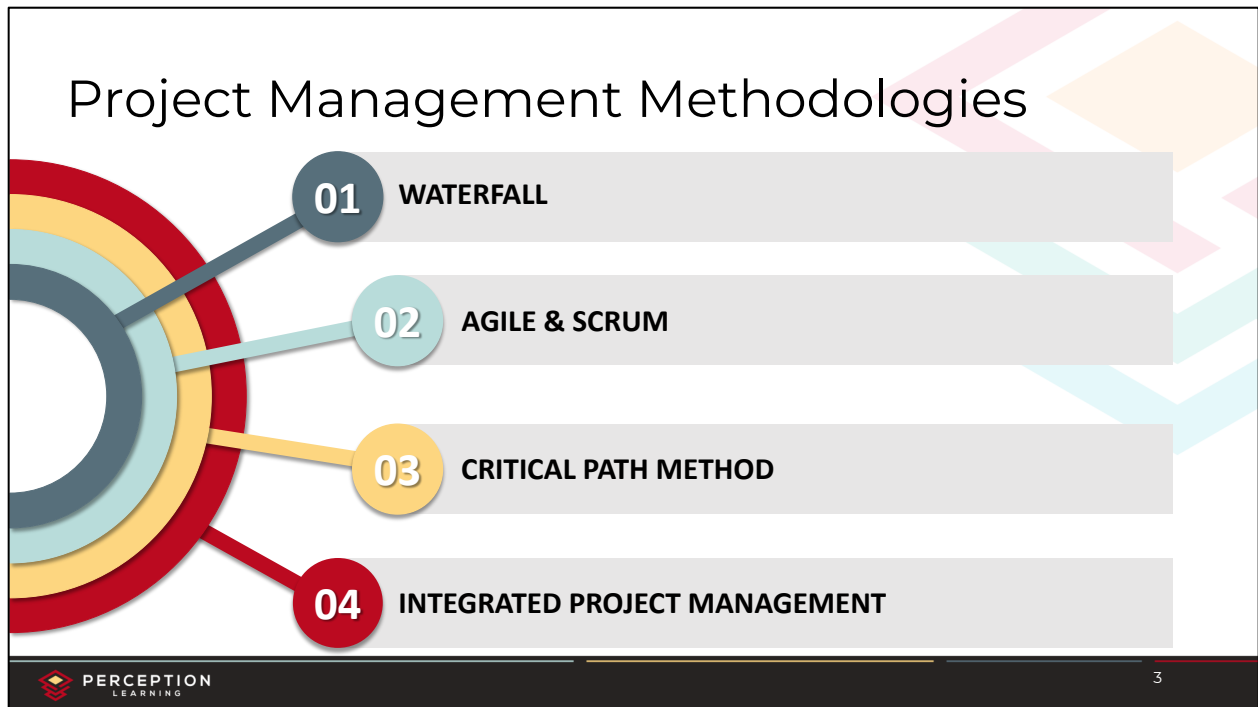 Project Management Methodologies
01 WATERFALL
02 AGILE & SCRUM
03 CRITICAL PATH METHOD
04 INTEGRATED PROJECT MANAGEMENT
PERCEPTION
LEARNING
3